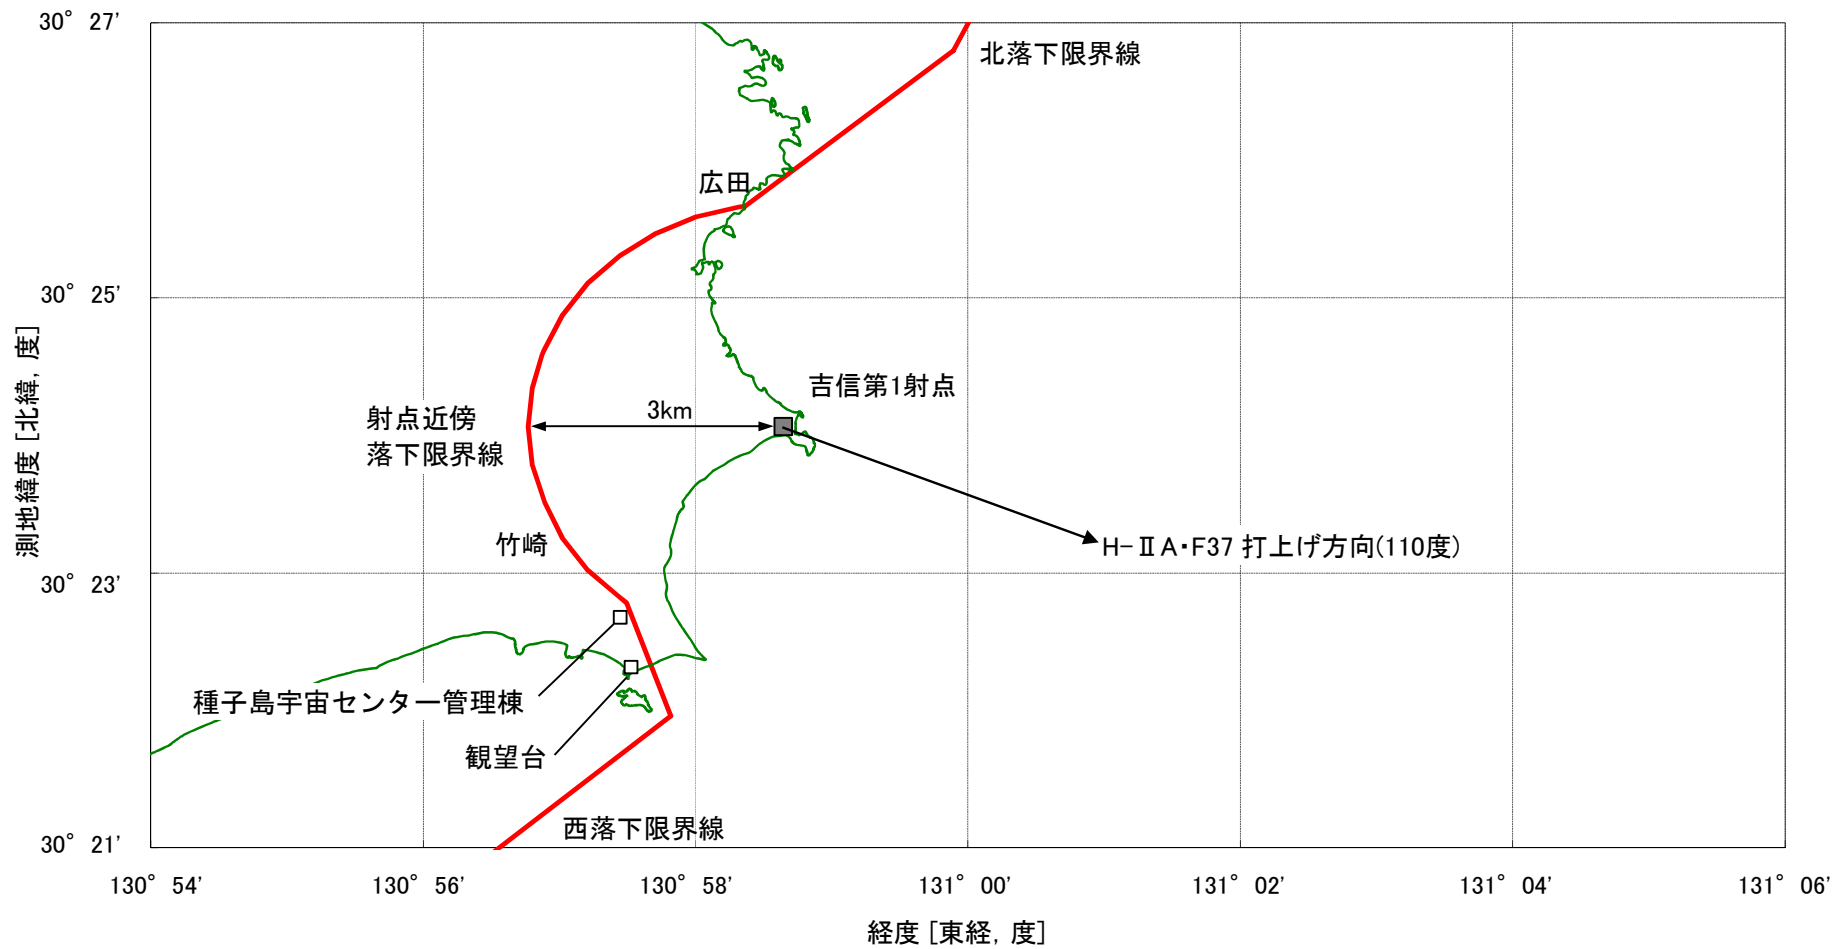 30° 27'
北落下限界線
広田
30° 25'
吉信第1射点
3km
射点近傍
落下限界線
測地緯度 [北緯, 度]
竹崎
H-ⅡA・F37 打上げ方向(110度)
30° 23'
種子島宇宙センター管理棟
観望台
西落下限界線
30° 21'
130° 54'
130° 56'
130° 58'
131° 00'
131° 02'
131° 04'
131° 06'
経度 [東経, 度]